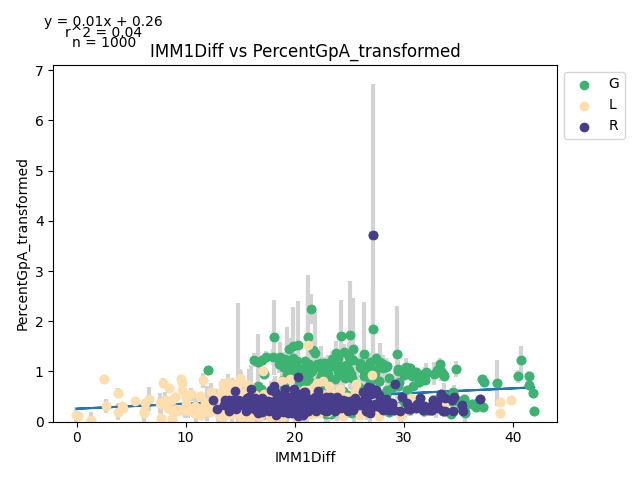 y = 0.01x + 0.26
r^2 = 0.04
n = 1000
IMM1Diff vs PercentGpA_transformed
PercentGpA_transformed
7
6
5
4
3
2
1
0
0 10 20 30 40
IMM1Diff
G
L
R